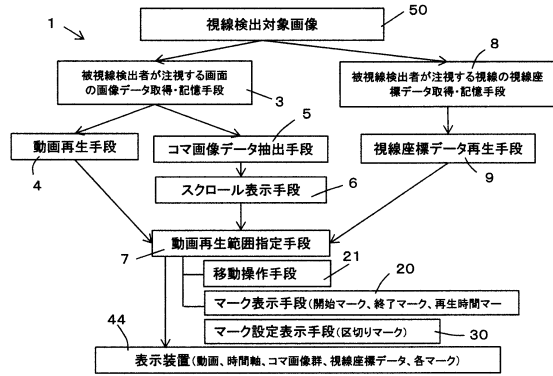 50
視線検出対象画像
1
8
被視線検出者が注視する画面
の画像データ取得・記憶手段
3
被視線検出者が注視する視線の視線座
標データ取得・記憶手段
5
動画再生手段
4
コマ画像データ抽出手段
視線座標データ再生手段
9
スクロール表示手段
6
動画再生範囲指定手段
7
21
移動操作手段
20
マーク表示手段(開始マーク、終了マーク、再生時間マー
マーク設定表示手段(区切りマーク)
30
44
表示装置(動画、時間軸、コマ画像群、視線座標データ、各マーク)